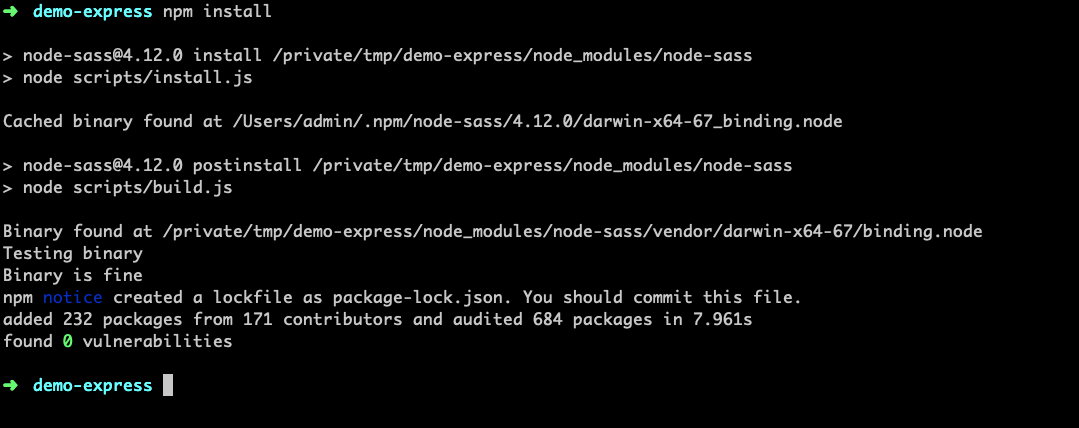 ➜ demo-express npm install
> node-sass@4.12.0 install /private/tmp/demo-express/node_modules/node-sass
> node scripts/install.js
Cached binary found at /Users/admin/.npm/node-sass/4.12.0/darwin-x64-67_binding.node
> node-sass@4.12.0 postinstall /private/tmp/demo-express/node_modules/node-sass
> node scripts/build.js
Binary found at /private/tmp/demo-express/node_modules/node-sass/vendor/darwin-x64-67/binding.node
Testing binary
Binary is fine
npm notice created a lockfile as package-lock.json. You should commit this file.
added 232 packages from 171 contributors and audited 684 packages in 7.961s
found 0 vulnerabilities
➜ demo-express